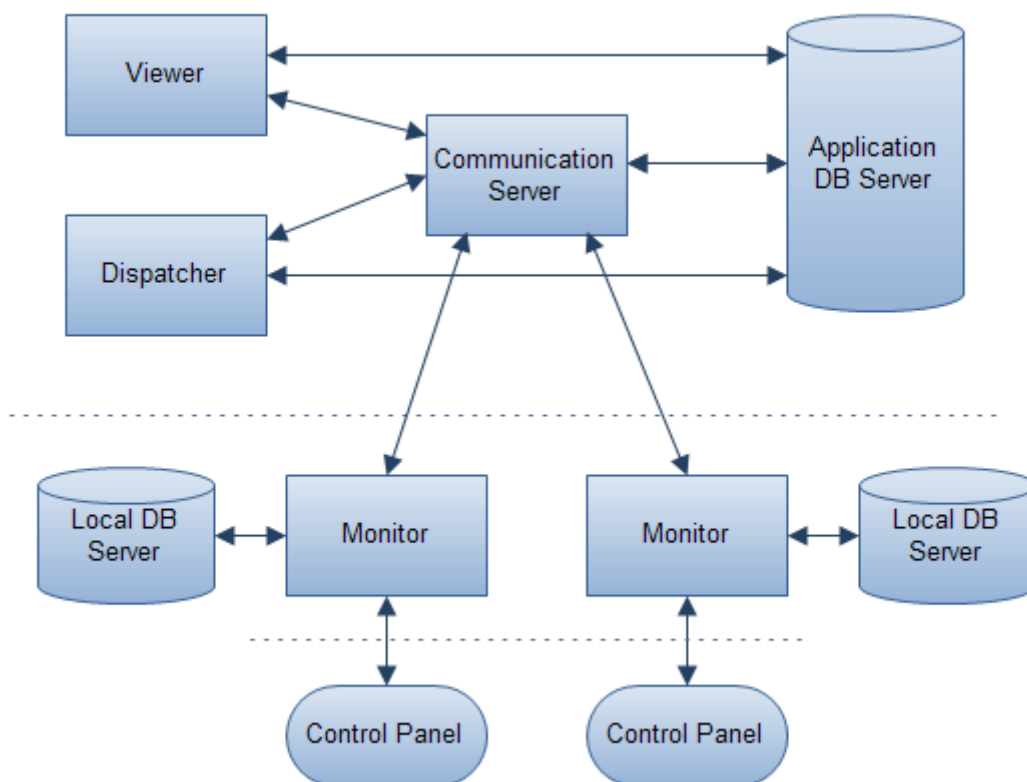 Viewer
Communication
Server
Application
DB Server
Dispatcher
Local DB
Server
Monitor
Monitor
Local DB
Server
Control Panel
Control Panel